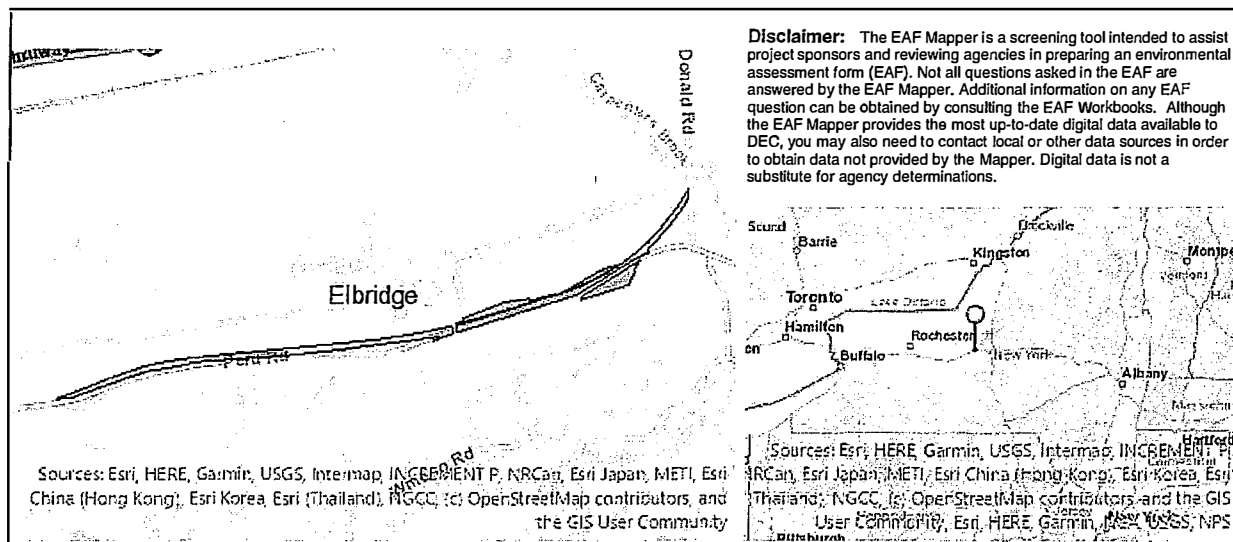 Disclaimer: The EAF Mapper is a screening tool intended to assist
project sponsors and reviewing agencies in preparing an environmental
assessment form (EAF). Not all questions asked in the EAF are
answered by the EAF Mapper. Additional information on any EAF
question can be obtained by consulting the EAF Workbooks. Although
the EAF Mapper provides the most up-to-date digital data available to
DEC, you may also need to contact local or other data sources in order
to obtain data not provided by the Mapper. Digital data is not a
substitute for agency determinations.
Donald Rd
Carpenters Brook
Elbridge
Peru Rd
Rd
Sources: Esri, HERE, Garmin, USGS, Intermap, INCREMENT P, NRCan, Esri Japan, METI, Esri
China (Hong Kong), Esri Korea, Esri (Thailand), NGCC, (c) OpenStreetMap contributors, and
the GIS User Community
Barrie
Kingston
Toronto
Lake Ontario
Hamilton
Rochester
Buffalo
New York
Albany
Hartford
Sources: Esri, HERE, Garmin, USGS, Intermap, INCREMENT P,
NRCan, Esri Japan, METI, Esri China (Hong Kong), Esri Korea, Esri
(Thailand), NGCC, (c) OpenStreetMap contributors, and the GIS
User Community, Esri, HERE, Garmin, USGS, NPS
Pittsburgh